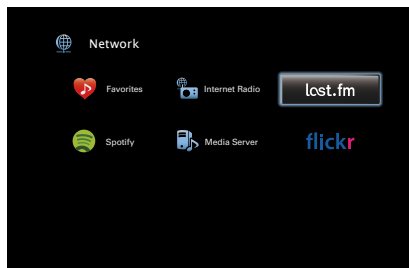 Network
Favorites
Internet Radio
last.fm
Spotify
Media Server
flickr